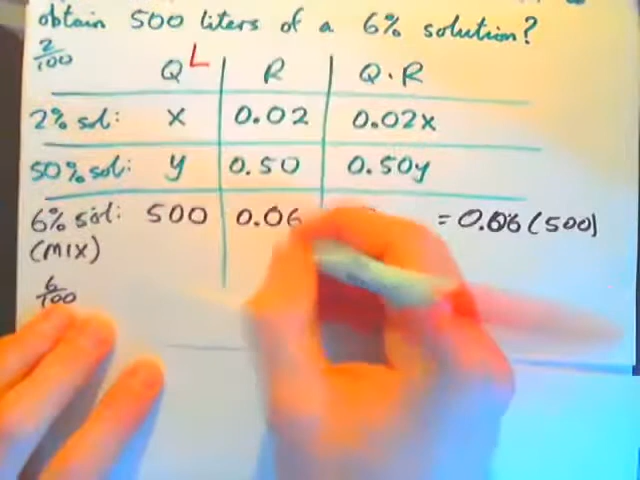 obtain 500 liters of a 6% solution?
2/100
Q L R Q.R
2% sol: x 0.02 0.02x
50% sol: y 0.50 0.50y
6% sol: 500 0.06 = 0.06(500)
(MIX)
6/100